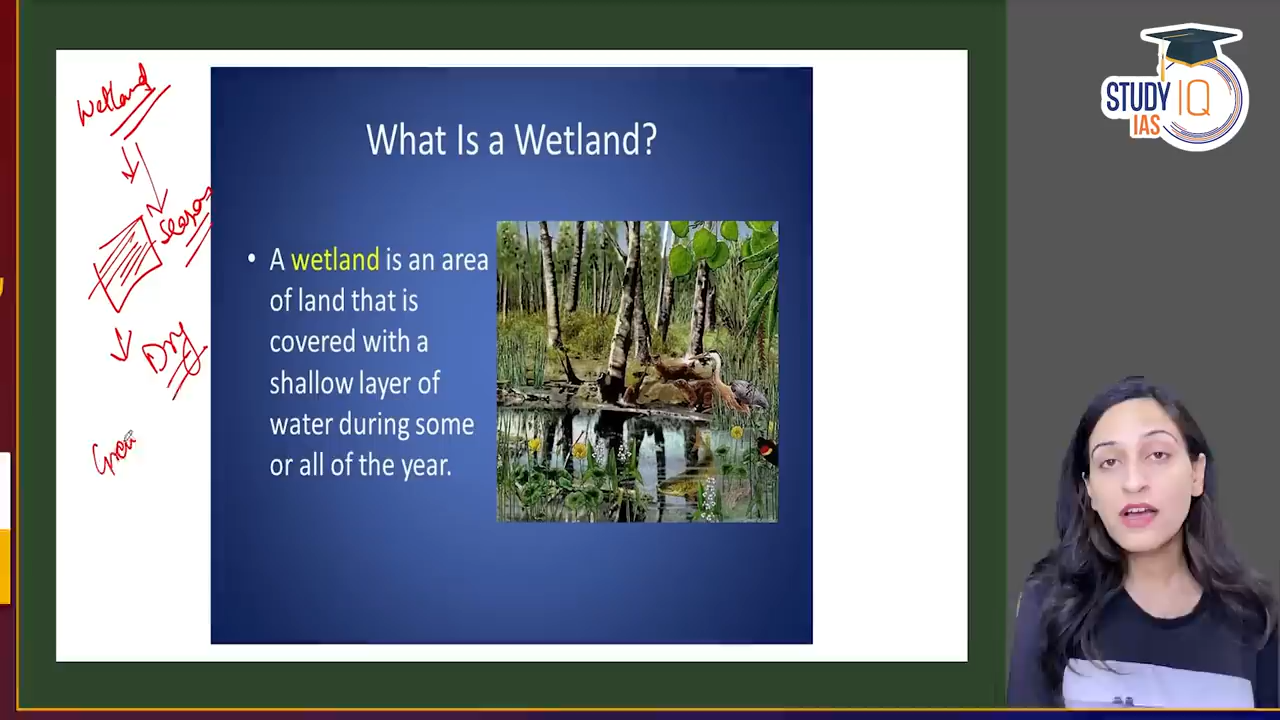 Wetland
Season
Dry
What Is a Wetland?
• A wetland is an area
of land that is
covered with a
shallow layer of
water during some
or all of the year.
STUDY IQ
IAS